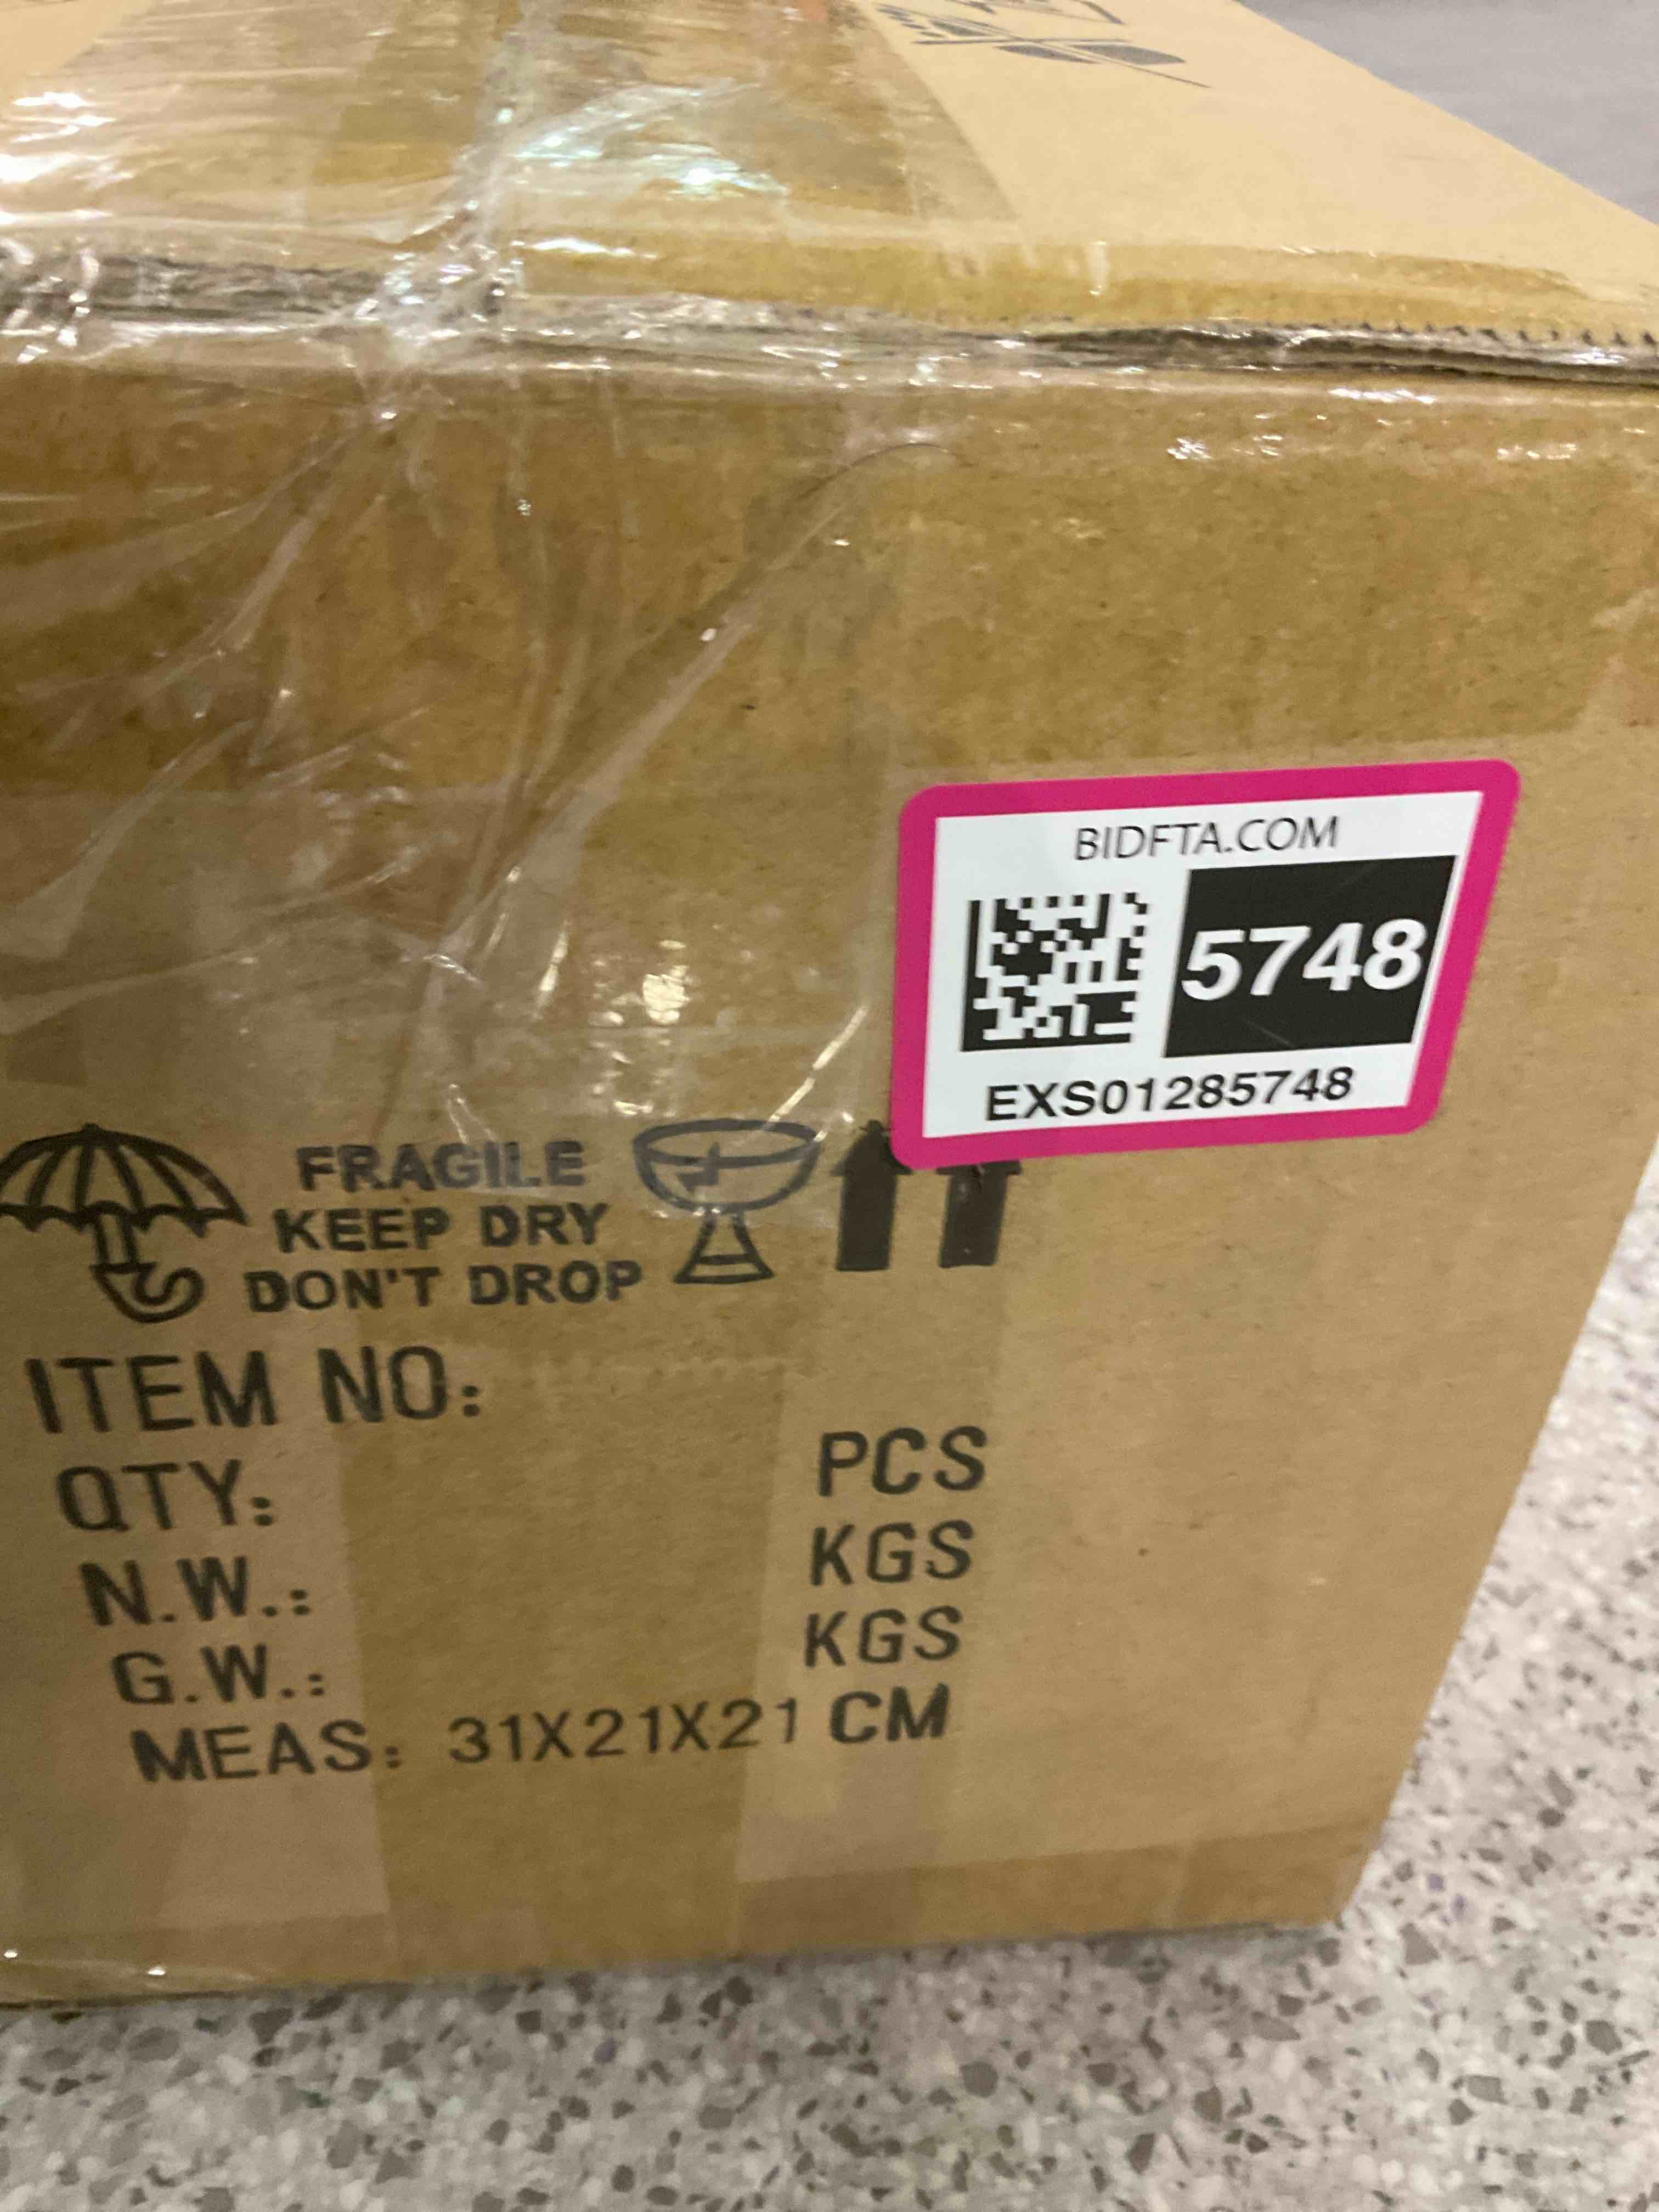 BIDFTA.COM
5748
EXS01285748
FRAGILE
KEEP DRY
DON'T DROP
ITEM NO:
QTY: PCS
N.W.: KGS
G.W.: KGS
MEAS: 31X21X21 CM